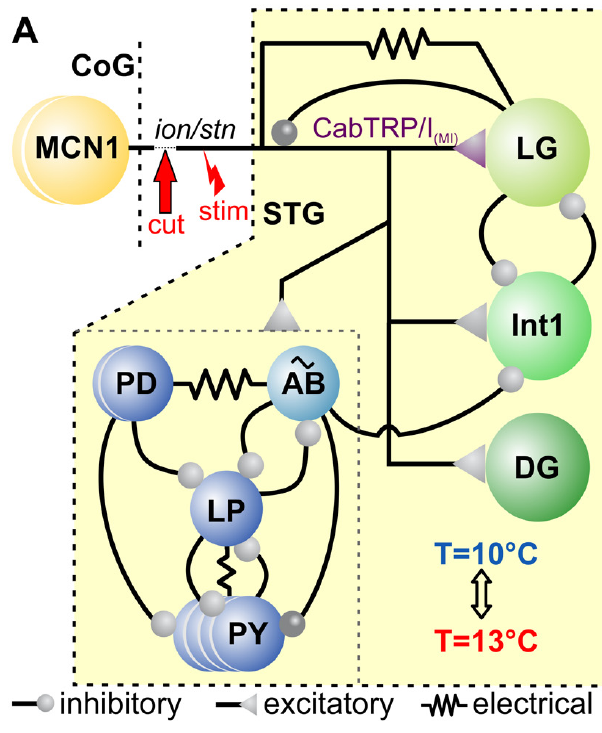 A
CoG
MCN1
ion/stn
CabTRP/I(MI)
LG
cut
stim
STG
Int1
PD
AB
DG
LP
T=10°C
PY
T=13°C
inhibitory
excitatory
electrical